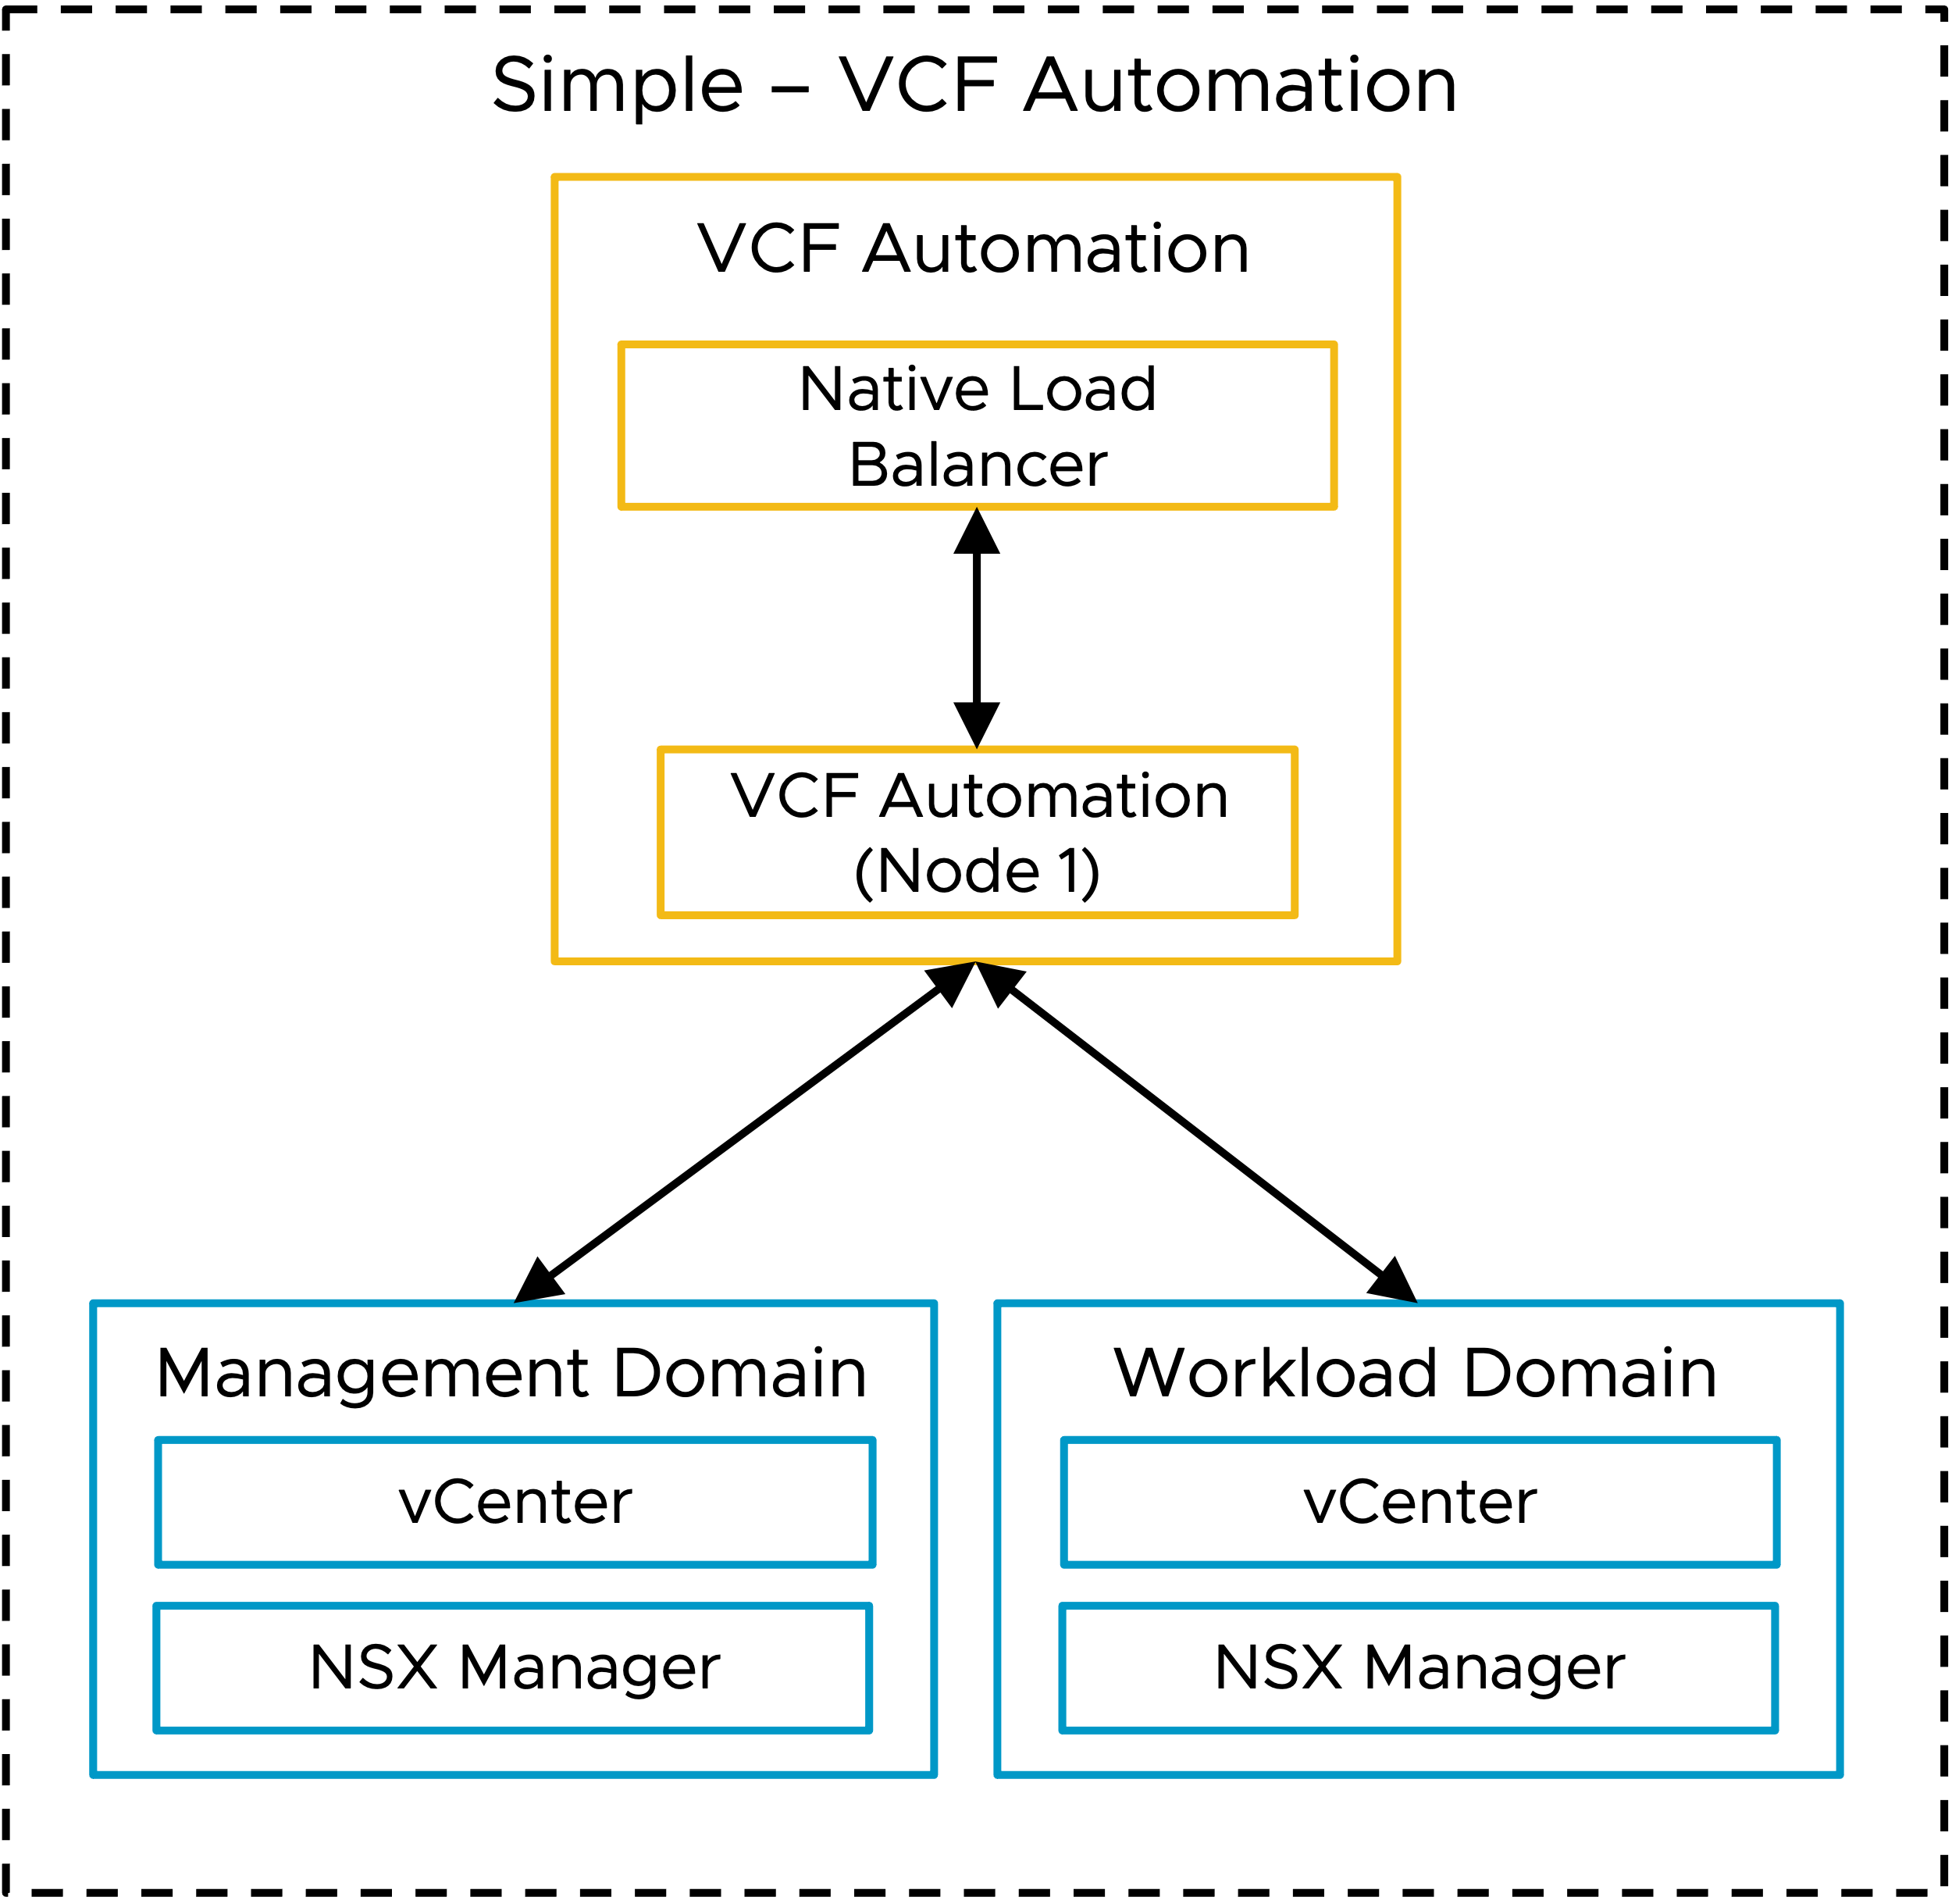 Simple – VCF Automation
VCF Automation
Native Load
Balancer
VCF Automation
(Node 1)
Management Domain
vCenter
NSX Manager
Workload Domain
vCenter
NSX Manager